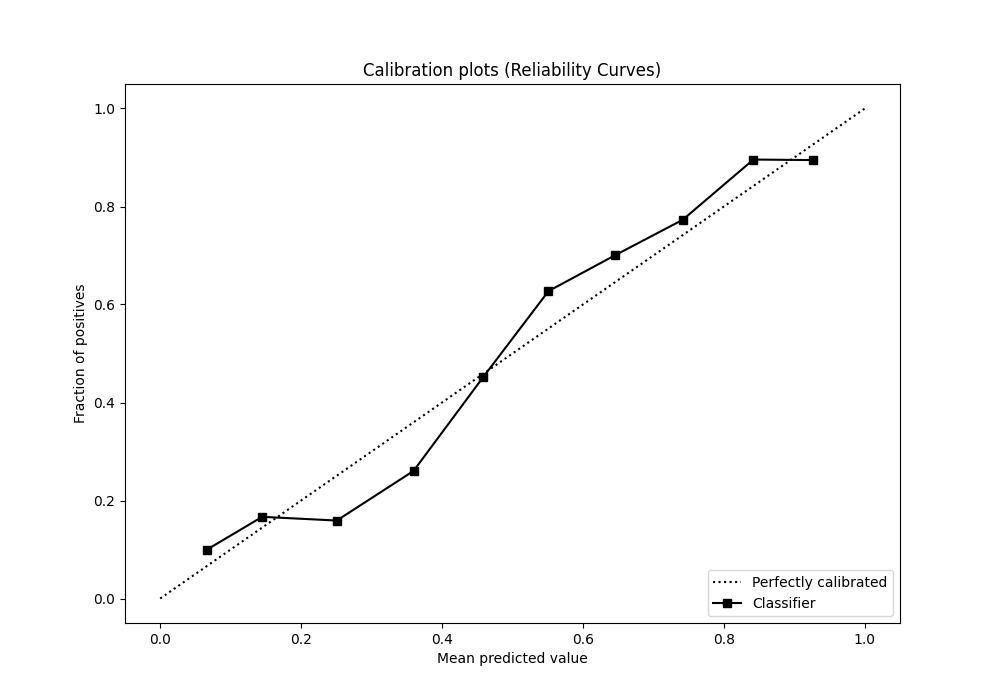 Calibration plots (Reliability Curves)
1.0
0.8
0.6
0.4
0.2
0.0
Fraction of positives
0.0 0.2 0.4 0.6 0.8 1.0
Mean predicted value
Perfectly calibrated
Classifier